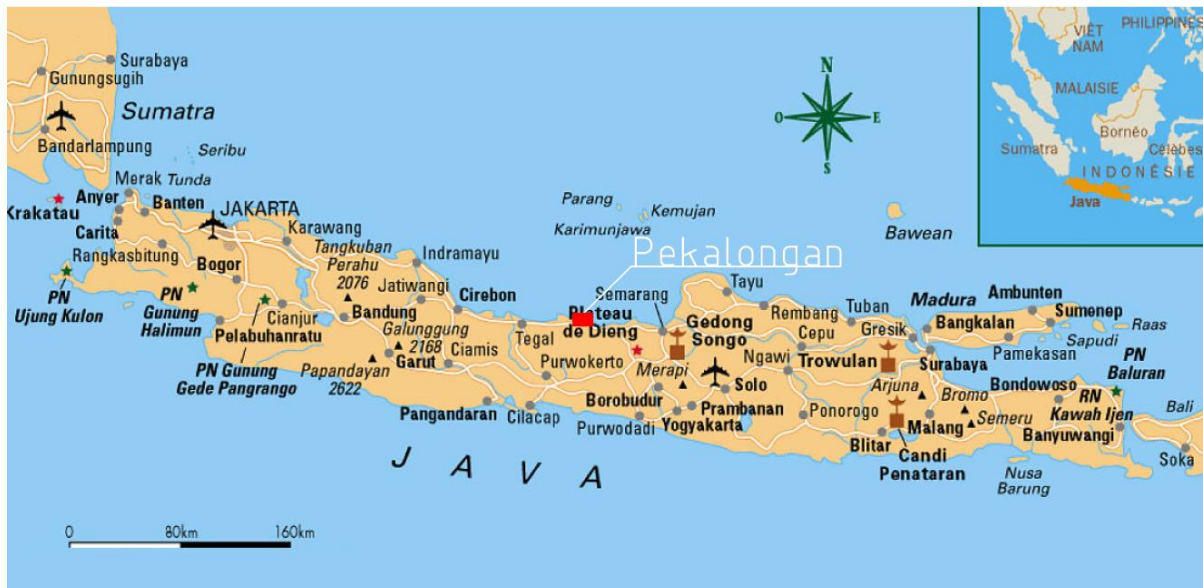 Surabaya
Gunungsugih
Sumatra
Bandarlampung
Seribu
Merak
Tunda
Anyer
Banten
JAKARTA
Krakatau
Carita
Rangkasbitung
Karawang
Tangkuban
Perahu
2076
Indramayu
Bogor
PN
Ujung Kulon
PN
Gunung
Halimun
Cianjur
Pelabuhanratu
PN Gunung
Gede Pangrango
Bandung
Jatiwangi
Cirebon
Galunggung
2168
Garut
Papandayan
2622
Ciamis
Pangandaran
Cilacap
Tegal
Purwokerto
Parang
Kemujan
Karimunjawa
Pekalongan
Plateau
de Dieng
Semarang
Gedong
Songo
Merapi
Borobudur
Purwodadi
Yogyakarta
Prambanan
Solo
Tayu
Rembang
Cepu
Ngawi
Ponorogo
Bawean
Tuban
Gresik
Trowulan
Madura
Bangkalan
Ambunten
Sumenep
Raas
Sapudi
Pamekasan
Surabaya
Arjuna
Bromo
Semeru
Malang
Blitar
Candi
Penataran
Bondowoso
PN
Baluran
RN
Kawah Ijen
Banyuwangi
Bali
Soka
Nusa
Barung
JAVA
N
O
E
S
0
80km
160km
VIÊT
NAM
PHILIPPINES
MALAISIE
Bornéo
Sumatra
Célèbes
INDONÉSIE
Java